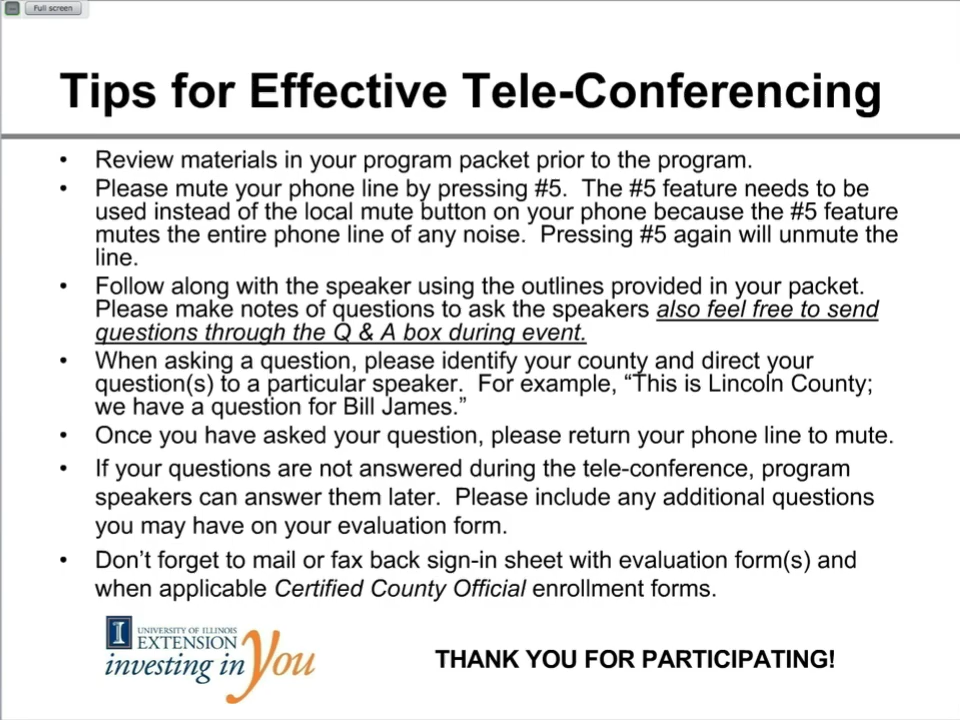 Full screen
Tips for Effective Tele-Conferencing
• Review materials in your program packet prior to the program.
• Please mute your phone line by pressing #5.  The #5 feature needs to be
used instead of the local mute button on your phone because the #5 feature
mutes the entire phone line of any noise.  Pressing #5 again will unmute the
line.
• Follow along with the speaker using the outlines provided in your packet.
Please make notes of questions to ask the speakers also feel free to send
questions through the Q & A box during event.
• When asking a question, please identify your county and direct your
question(s) to a particular speaker.  For example, “This is Lincoln County;
we have a question for Bill James.”
• Once you have asked your question, please return your phone line to mute.
• If your questions are not answered during the tele-conference, program
speakers can answer them later.  Please include any additional questions
you may have on your evaluation form.
• Don’t forget to mail or fax back sign-in sheet with evaluation form(s) and
when applicable Certified County Official enrollment forms.
I
UNIVERSITY OF ILLINOIS
EXTENSION
investing in You
THANK YOU FOR PARTICIPATING!